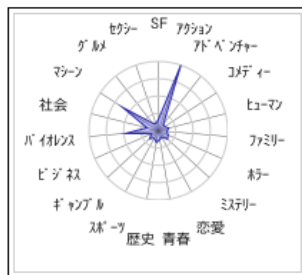 SF
ｱｸｼｮﾝ
ｱﾄﾞﾍﾞﾝﾁｬｰ
ｺﾒﾃﾞｨｰ
ﾋｭｰﾏﾝ
ﾌｧﾐﾘｰ
ﾎﾗｰ
ﾐｽﾃﾘｰ
恋愛
青春
歴史
ｽﾎﾟｰﾂ
ｷﾞｬﾝﾌﾞﾙ
ﾋﾞｼﾞﾈｽ
ﾊﾞｲｵﾚﾝｽ
社会
ﾏｼｰﾝ
ｸﾞﾙﾒ
ｾｸｼｰ